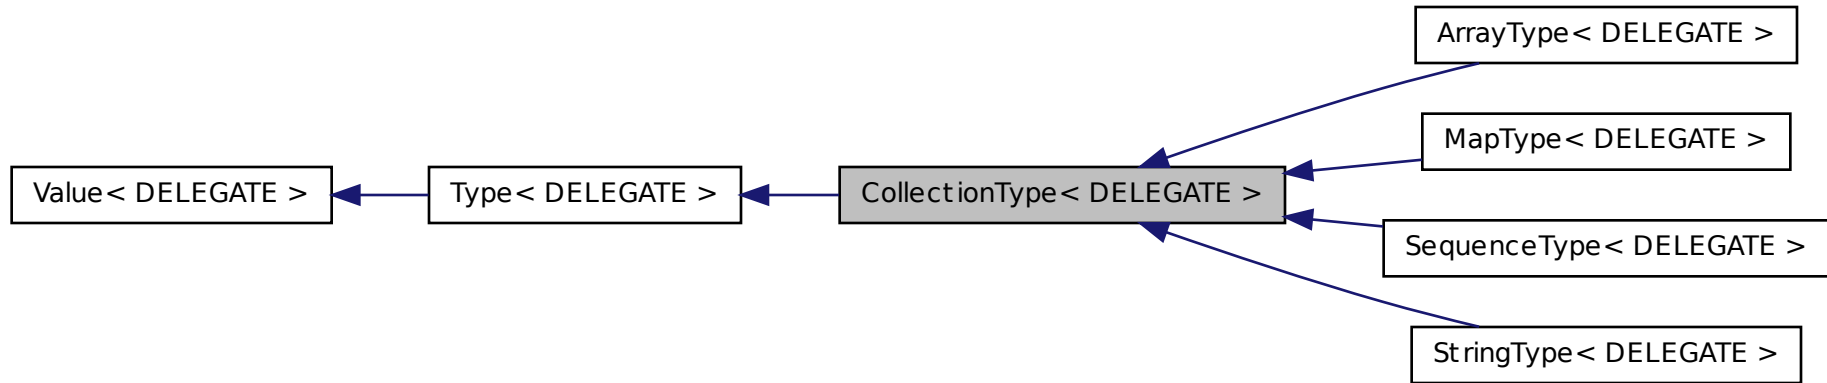 ArrayType< DELEGATE >
MapType< DELEGATE >
Value< DELEGATE >
Type< DELEGATE >
CollectionType< DELEGATE >
SequenceType< DELEGATE >
StringType< DELEGATE >